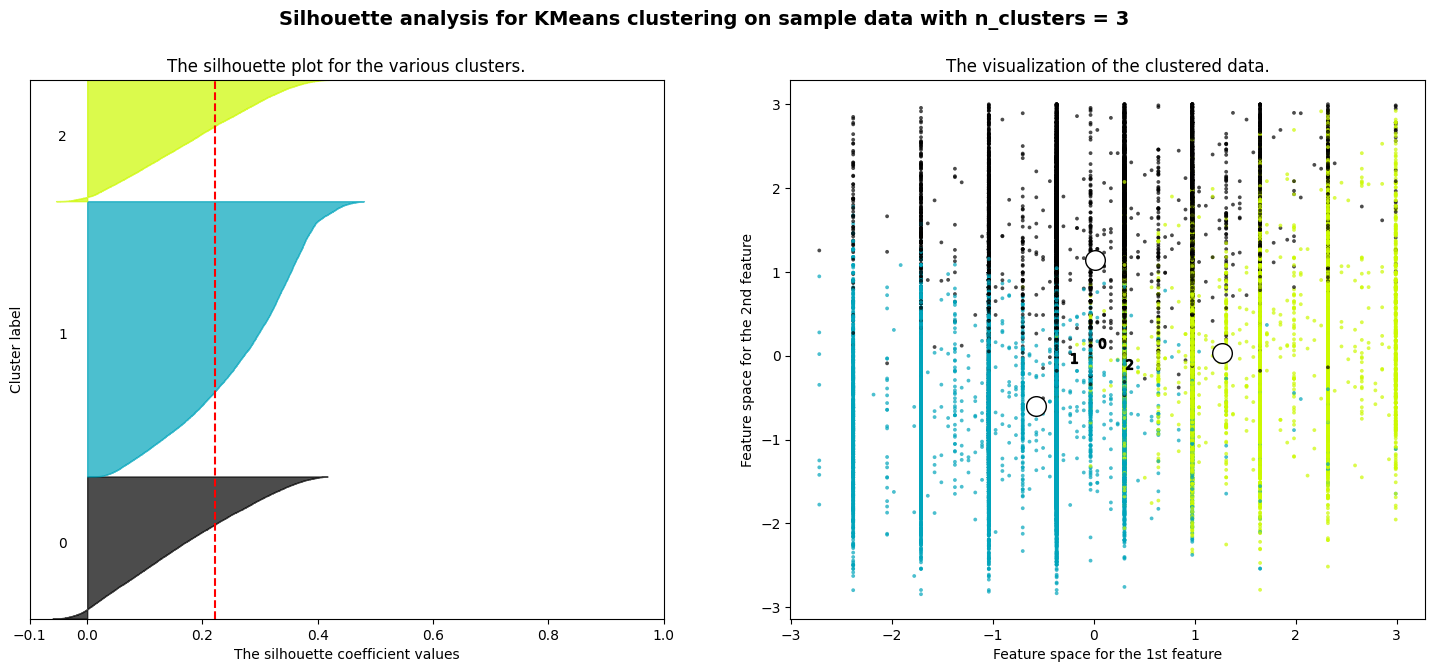 Silhouette analysis for KMeans clustering on sample data with n_clusters = 3
The silhouette plot for the various clusters.
2
1
0
Cluster label
−0.1 0.0 0.2 0.4 0.6 0.8 1.0
The silhouette coefficient values
The visualization of the clustered data.
3
2
1
0
−1
−2
−3
Feature space for the 2nd feature
0
1
2
−3 −2 −1 0 1 2 3
Feature space for the 1st feature